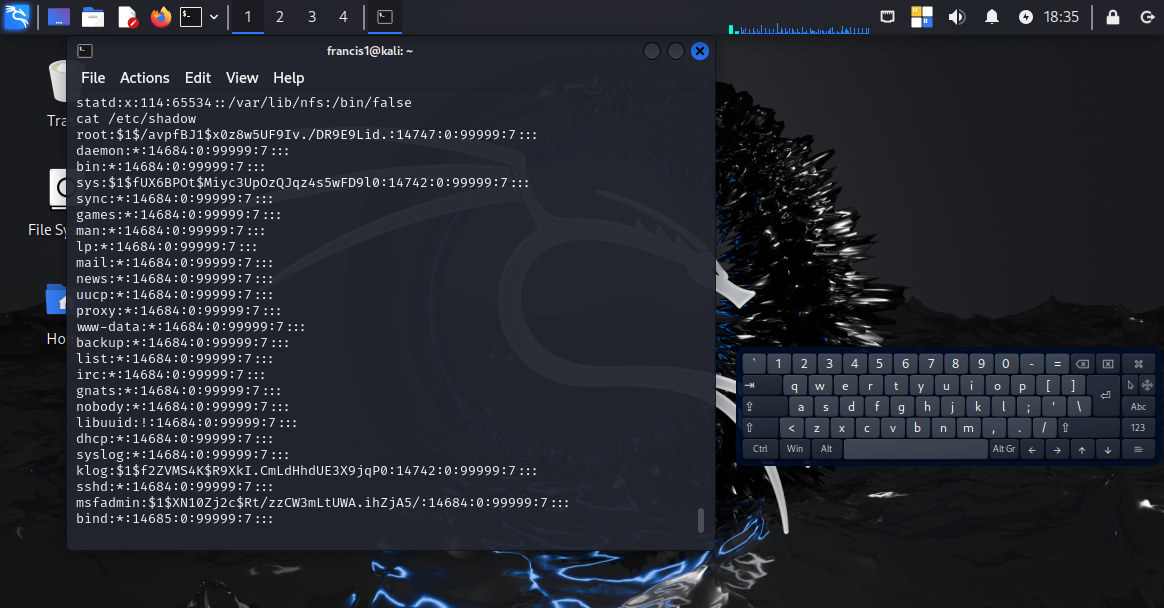 1 2 3 4
18:35
francis1@kali: ~
File Actions Edit View Help
statd:x:114:65534::/var/lib/nfs:/bin/false
cat /etc/shadow
root:$1$/avpfBJ1$x0z8w5UF9Iv./DR9E9Lid.:14747:0:99999:7:::
daemon:*:14684:0:99999:7:::
bin:*:14684:0:99999:7:::
sys:$1$fUX6BPOt$Miyc3UpOzQJqz4s5wFD9l0:14742:0:99999:7:::
sync:*:14684:0:99999:7:::
games:*:14684:0:99999:7:::
man:*:14684:0:99999:7:::
lp:*:14684:0:99999:7:::
mail:*:14684:0:99999:7:::
news:*:14684:0:99999:7:::
uucp:*:14684:0:99999:7:::
proxy:*:14684:0:99999:7:::
www-data:*:14684:0:99999:7:::
backup:*:14684:0:99999:7:::
list:*:14684:0:99999:7:::
irc:*:14684:0:99999:7:::
gnats:*:14684:0:99999:7:::
nobody:*:14684:0:99999:7:::
libuuid:!:14684:0:99999:7:::
dhcp:*:14684:0:99999:7:::
syslog:*:14684:0:99999:7:::
klog:$1$f2ZVMS4K$R9XkI.CmLdHhdUE3X9jqP0:14742:0:99999:7:::
sshd:*:14684:0:99999:7:::
msfadmin:$1$XN10Zj2c$Rt/zzCW3mLtUWA.ihZjA5/:14684:0:99999:7:::
bind:*:14685:0:99999:7:::
Tra
File Sy
Ho
` 1 2 3 4 5 6 7 8 9 0 - =
q w e r t y u i o p [ ]
a s d f g h j k l ; ' \ Abc
< z x c v b n m , . / 123
Ctrl Win Alt Alt Gr ← → ↑ ↓